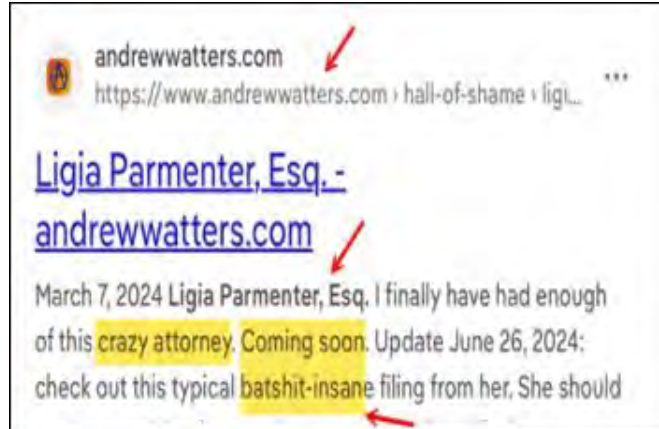 andrewwatters.com
https://www.andrewwatters.com › hall-of-shame › ligi...
Ligia Parmenter, Esq. -
andrewwatters.com
March 7, 2024 Ligia Parmenter, Esq. I finally have had enough
of this crazy attorney. Coming soon. Update June 26, 2024:
check out this typical batshit-insane filing from her. She should